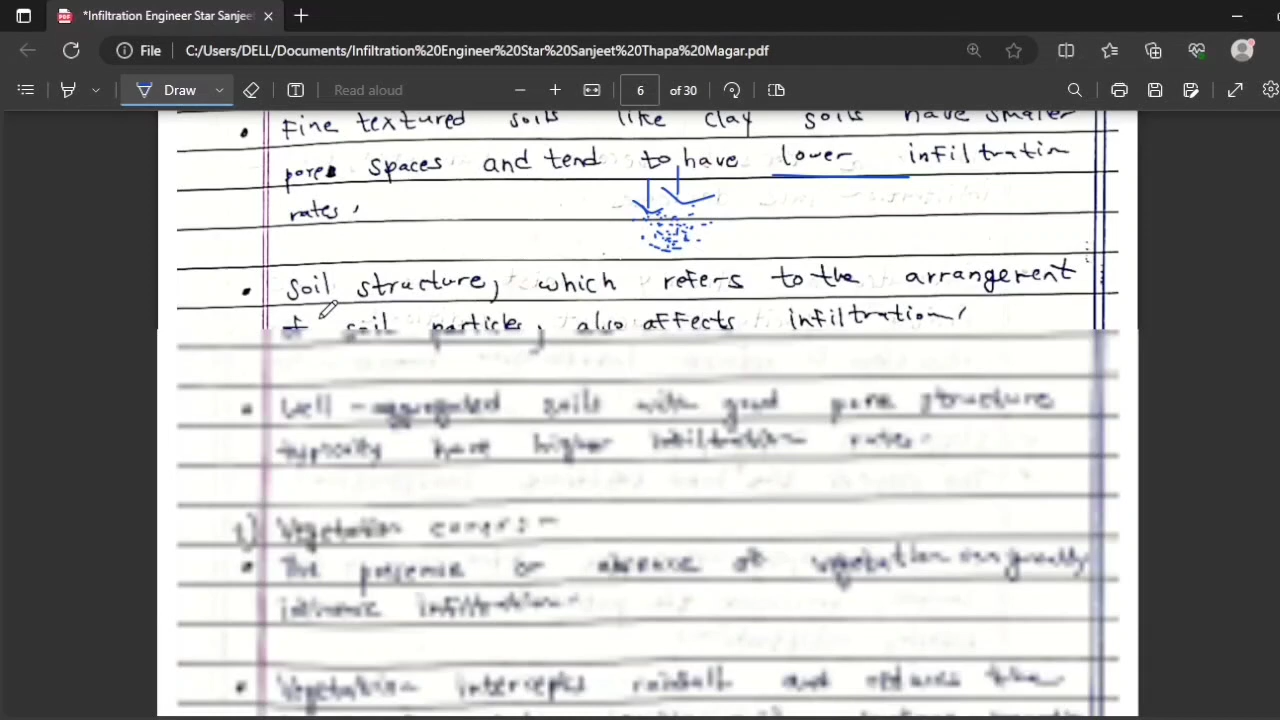 *Infiltration Engineer Star Sanjeet
File C:/Users/DELL/Documents/Infiltration%20Engineer%20Star%20Sanjeet%20Thapa%20Magar.pdf
Draw Read aloud 6 of 30
• Fine textured soils like clay soils have smaller
pores spaces and tend to have lower infiltration
rates,
• Soil structure, which refers to the arrangement
of soil particles, also affects infiltration,
• Well-aggregated soils with good pore structure
typically have higher infiltration rates.
Vegetation cover:-
• The presence or absence of vegetation can greatly
influence infiltration.
• Vegetation intercepts rainfall and reduces the